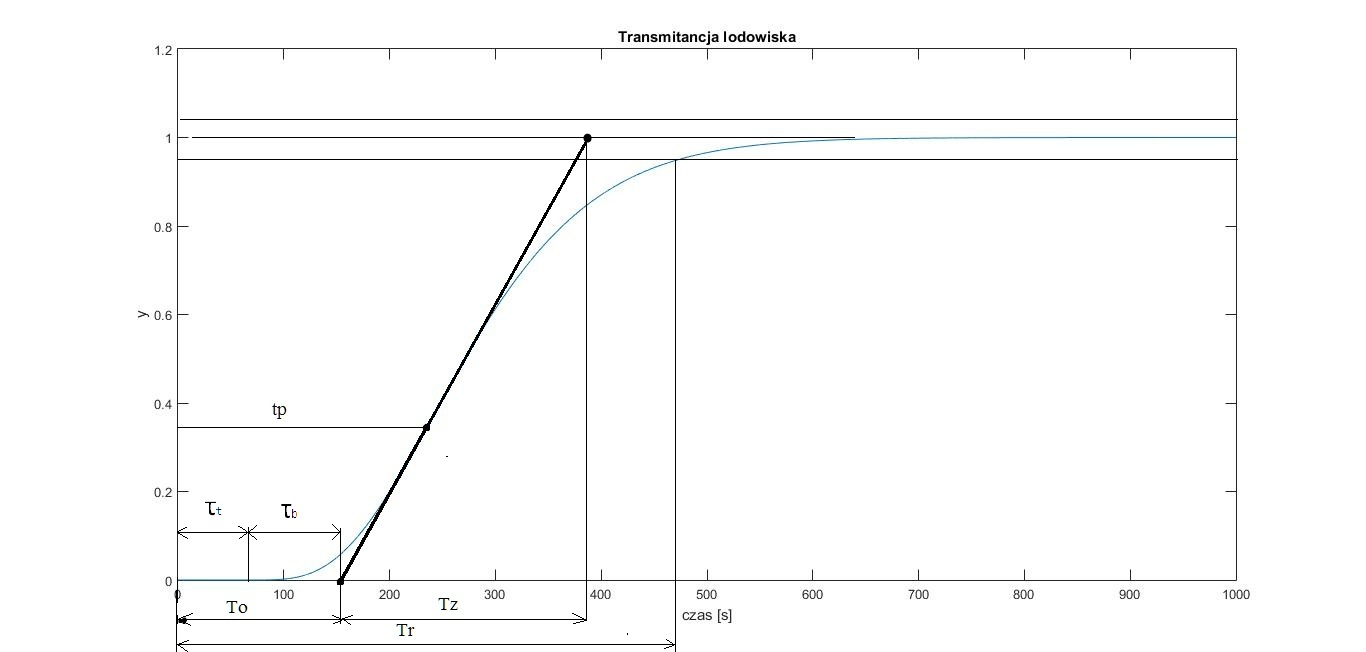 Transmitancja lodowiska
1.2
1
0.8
0.6
y
0.4
tp
0.2
τt
τb
0
0 100 200 300 400 500 600 700 800 900 1000
To
Tz
czas [s]
Tr